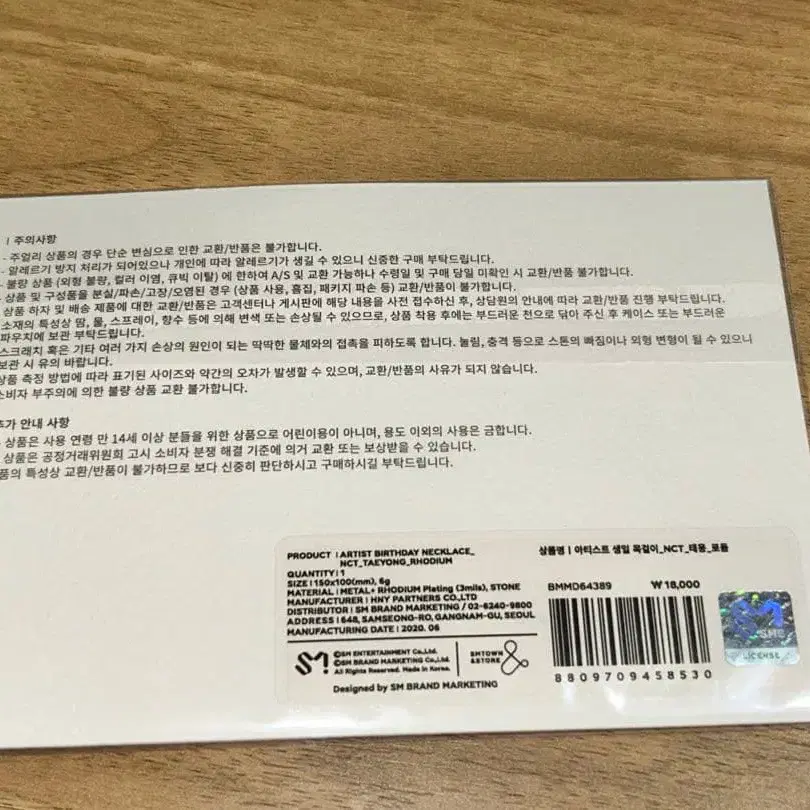 | 주의사항
- 주얼리 상품의 경우 단순 변심으로 인한 교환/반품은 불가합니다.
- 알레르기 방지 처리가 되어있으나 개인에 따라 알레르기가 생길 수 있으니 신중한 구매 부탁드립니다.
- 불량 상품 (외형 불량, 컬러 이염, 큐빅 이탈) 에 한하여 A/S 및 교환 가능하나 수령일 및 구매 당일 미확인 시 교환/반품 불가합니다.
- 상품 및 구성품을 분실/파손/고장/오염된 경우 (상품 사용, 흠집, 패키지 파손 등) 교환/반품이 불가합니다.
상품 하자 및 배송 제품에 대한 교환/반품은 고객센터나 게시판에 해당 내용을 사전 접수하신 후, 상담원의 안내에 따라 교환/반품 진행 부탁드립니다.
소재의 특성상 땀, 물, 스프레이, 향수 등에 의해 변색 또는 손상될 수 있으므로, 상품 착용 후에는 부드러운 천으로 닦아 주신 후 케이스 또는 부드러운
파우치에 보관 부탁드립니다.
스크래치 혹은 기타 여러 가지 손상의 원인이 되는 딱딱한 물체와의 접촉을 피하도록 합니다. 눌림, 충격 등으로 스톤의 빠짐이나 외형 변형이 될 수 있으니
보관 시 유의 바랍니다.
상품 측정 방법에 따라 표기된 사이즈와 약간의 오차가 발생할 수 있으며, 교환/반품의 사유가 되지 않습니다.
소비자 부주의에 의한 불량 상품 교환 불가합니다.
추가 안내 사항
상품은 사용 연령 만 14세 이상 분들을 위한 상품으로 어린이용이 아니며, 용도 이외의 사용은 금합니다.
상품은 공정거래위원회 고시 소비자 분쟁 해결 기준에 의거 교환 또는 보상받을 수 있습니다.
품의 특성상 교환/반품이 불가하므로 보다 신중히 판단하시고 구매하시길 부탁드립니다.
PRODUCT | ARTIST BIRTHDAY NECKLACE_
NCT_TAEYONG_RHODIUM
QUANTITY | 1
SIZE | 150x100(mm), 6g
MATERIAL | METAL+ RHODIUM Plating (3mils), STONE
MANUFACTURER | HNY PARTNERS CO.,LTD
DISTRIBUTOR | SM BRAND MARKETING / 02-6240-9800
ADDRESS | 648, SAMSEONG-RO, GANGNAM-GU, SEOUL
MANUFACTURING DATE | 2020. 06
SM
©SM ENTERTAINMENT Co.,Ltd.
©SM BRAND MARKETING Co.,Ltd.
All Rights Reserved. Made in Korea.
SMTOWN
&STORE
Designed by SM BRAND MARKETING
상품명 | 아티스트 생일 목걸이_NCT_태용_로듐
BMMD64389 ₩18,000
8809709458530
SM
LICENSE